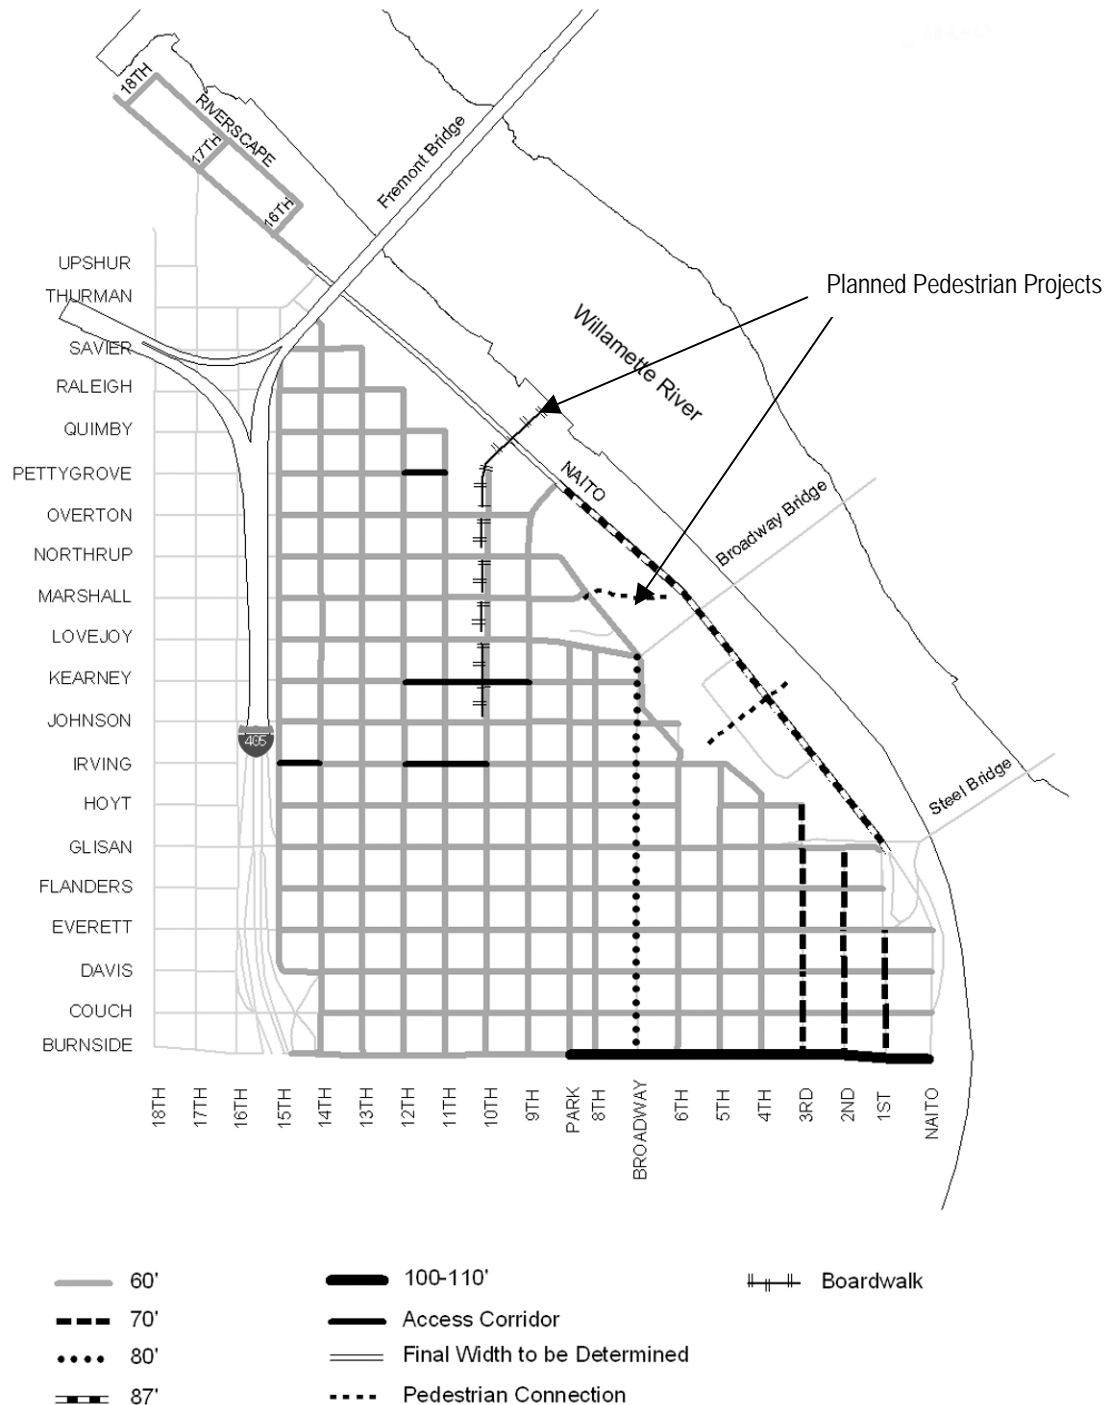 18TH
RIVERSCAPE
17TH
16TH
Fremont Bridge
Planned Pedestrian Projects
Willamette River
NAITO
Broadway Bridge
Steel Bridge
405
UPSHUR
THURMAN
SAVIER
RALEIGH
QUIMBY
PETTYGROVE
OVERTON
NORTHRUP
MARSHALL
LOVEJOY
KEARNEY
JOHNSON
IRVING
HOYT
GLISAN
FLANDERS
EVERETT
DAVIS
COUCH
BURNSIDE
18TH
17TH
16TH
15TH
14TH
13TH
12TH
11TH
10TH
9TH
PARK
8TH
BROADWAY
6TH
5TH
4TH
3RD
2ND
1ST
NAITO
60'
70'
80'
87'
100-110'
Access Corridor
Final Width to be Determined
Pedestrian Connection
Boardwalk